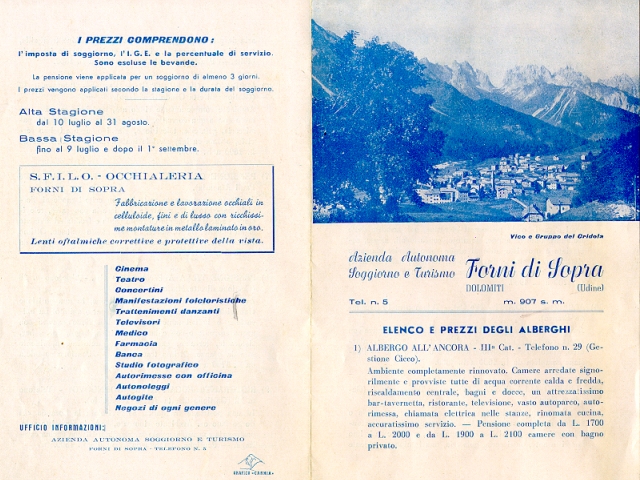 I PREZZI COMPRENDONO :
l'imposta di soggiorno, l'I.G.E. e la percentuale di servizio.
Sono escluse le bevande.
La pensione viene applicata per un soggiorno di almeno 3 giorni.
I prezzi vengono applicati secondo la stagione e la durata del soggiorno.
Alta Stagione
dal 10 luglio al 31 agosto.
Bassa Stagione
fino al 9 luglio e dopo il 1° settembre.
S.F.I.L.O. - OCCHIALERIA
FORNI DI SOPRA
Fabbricazione e lavorazione occhiali in
celluloide, fini e di lusso con ricchissi-
me montature in metallo laminato in oro.
Lenti oftalmiche correttive e protettive della vista.
Cinema
Teatro
Concertini
Manifestazioni folcloristiche
Trattenimenti danzanti
Televisori
Medico
Farmacia
Banca
Studio fotografico
Autorimesse con officina
Autonoleggi
Autogite
Negozi di ogni genere
UFFICIO INFORMAZIONI:
AZIENDA AUTONOMA SOGGIORNO E TURISMO
FORNI DI SOPRA - TELEFONO N. 5
Vico e Gruppo del Cridola
Azienda Autonoma
Soggiorno e Turismo
Forni di Sopra
DOLOMITI (Udine)
Tel. n. 5 m. 907 s. m.
ELENCO E PREZZI DEGLI ALBERGHI
1) ALBERGO ALL'ANCORA - IIIª Cat. - Telefono n. 29 (Ge-
stione Cicco).
Ambiente completamente rinnovato. Camere arredate signo-
rilmente e provviste tutte di acqua corrente calda e fredda,
riscaldamento centrale, bagni e docce, un attrezzatissimo
bar-tavernetta, ristorante, televisione, vasto autoparco, auto-
rimessa, chiamata elettrica nelle stanze, rinomata cucina,
accuratissimo servizio. — Pensione completa da L. 1700
a L. 2000 e da L. 1900 a L. 2100 camere con bagno
privato.